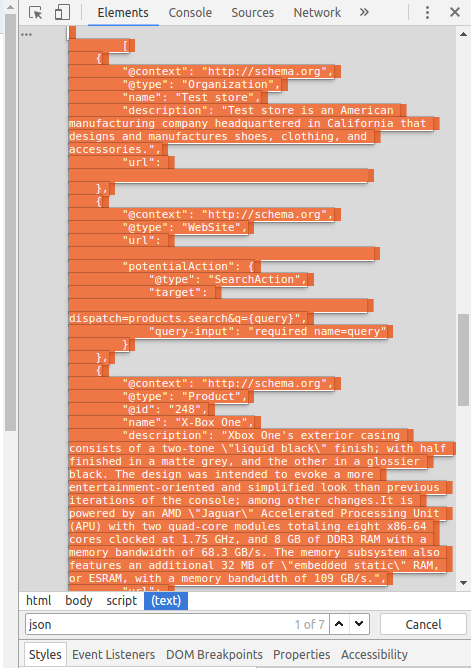 Elements Console Sources Network »
…
[
{
"@context": "http://schema.org",
"@type": "Organization",
"name": "Test store",
"description": "Test store is an American
manufacturing company headquartered in California that
designs and manufactures shoes, clothing, and
accessories.",
"url":
},
{
"@context": "http://schema.org",
"@type": "WebSite",
"url":
"potentialAction": {
"@type": "SearchAction",
"target":
dispatch=products.search&q={query}",
"query-input": "required name=query"
}
},
{
"@context": "http://schema.org",
"@type": "Product",
"@id": "248",
"name": "X-Box One",
"description": "Xbox One's exterior casing
consists of a two-tone \"liquid black\" finish; with half
finished in a matte grey, and the other in a glossier
black. The design was intended to evoke a more
entertainment-oriented and simplified look than previous
iterations of the console; among other changes.It is
powered by an AMD \"Jaguar\" Accelerated Processing Unit
(APU) with two quad-core modules totaling eight x86-64
cores clocked at 1.75 GHz, and 8 GB of DDR3 RAM with a
memory bandwidth of 68.3 GB/s. The memory subsystem also
features an additional 32 MB of \"embedded static\" RAM,
or ESRAM, with a memory bandwidth of 109 GB/s.",
"url":
html body script (text)
json 1 of 7 Cancel
Styles Event Listeners DOM Breakpoints Properties Accessibility